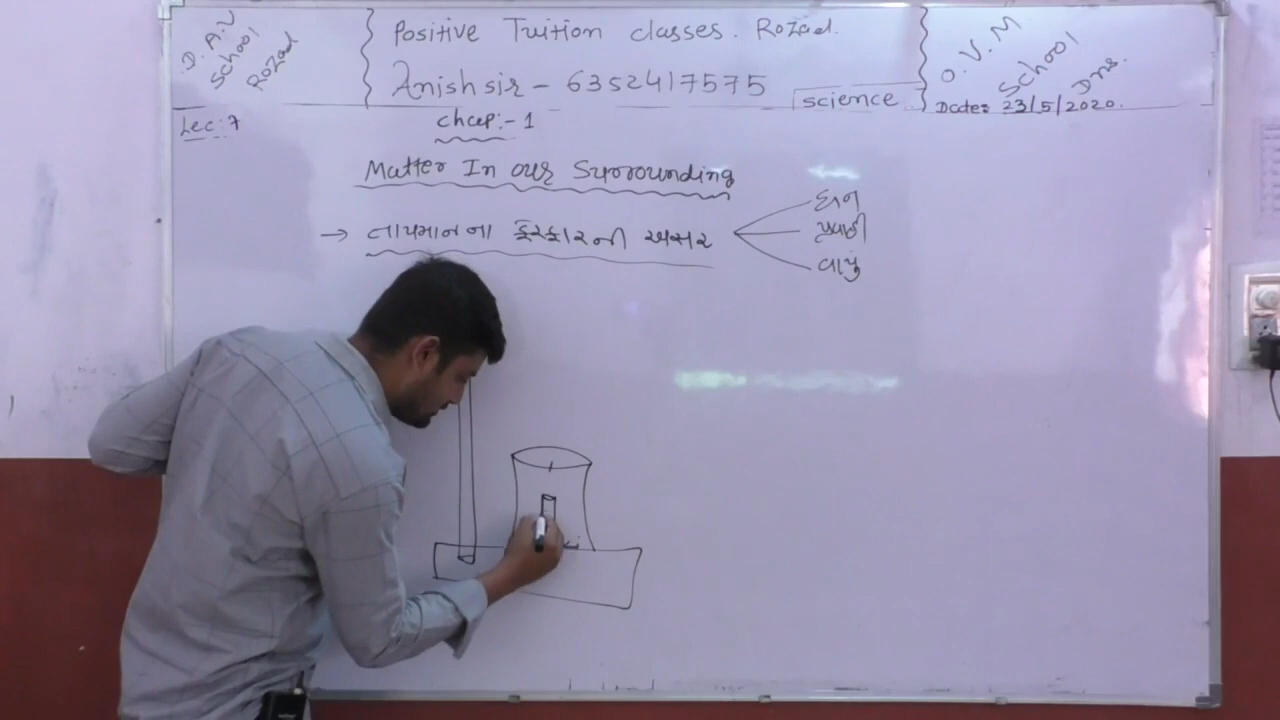 D.A.V
School
Rozad
Positive Tuition classes. Rozad.
Anish sir - 6352417575
science
O.V.M
School
Dns.
Date: 23/5/2020.
Lec:7
chap:- 1
Matter In our Surrounding
→ તાપમાનના ફેરફારની અસર
ઘન
પ્રવાહી
વાયુ